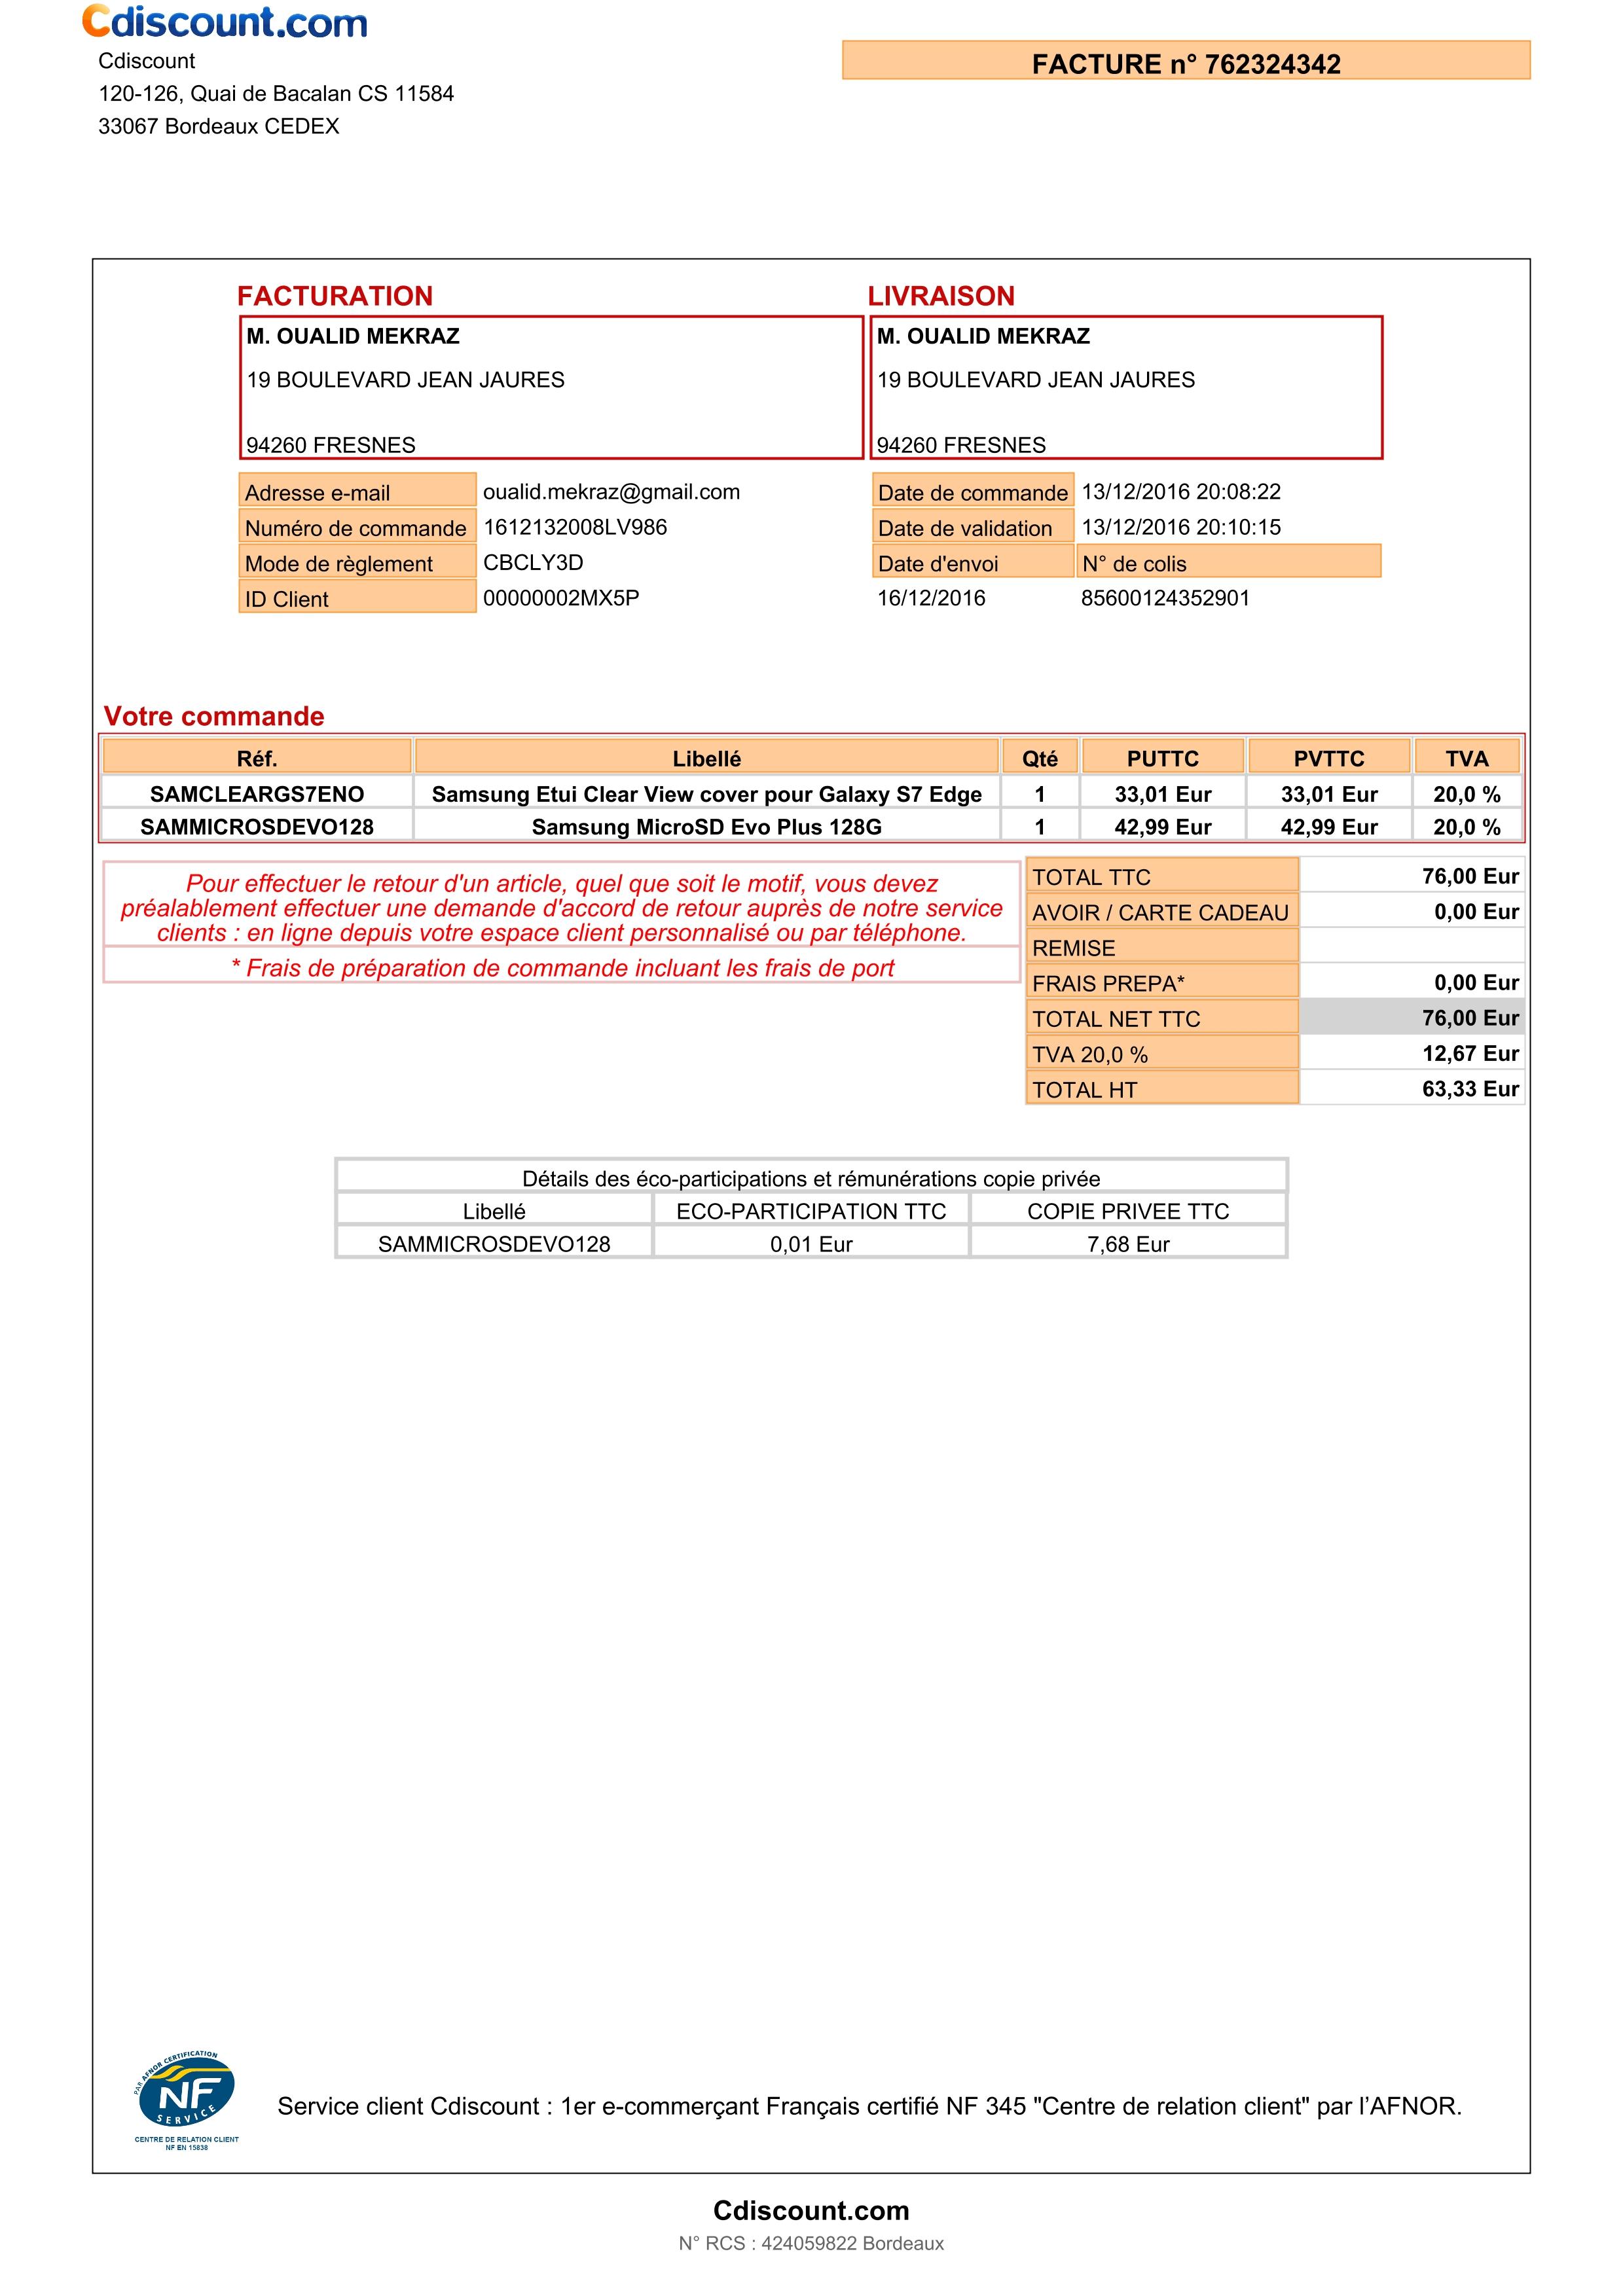 Cdiscount.com
Cdiscount
120-126, Quai de Bacalan CS 11584
33067 Bordeaux CEDEX
FACTURE n° 762324342
FACTURATION
M. OUALID MEKRAZ
19 BOULEVARD JEAN JAURES
94260 FRESNES
LIVRAISON
M. OUALID MEKRAZ
19 BOULEVARD JEAN JAURES
94260 FRESNES
Adresse e-mail oualid.mekraz@gmail.com
Numéro de commande 1612132008LV986
Mode de règlement CBCLY3D
ID Client 00000002MX5P
Date de commande 13/12/2016 20:08:22
Date de validation 13/12/2016 20:10:15
Date d'envoi N° de colis
16/12/2016 85600124352901
Votre commande
Réf. Libellé Qté PUTTC PVTTC TVA
SAMCLEARGS7ENO Samsung Etui Clear View cover pour Galaxy S7 Edge 1 33,01 Eur 33,01 Eur 20,0 %
SAMMICROSDEVO128 Samsung MicroSD Evo Plus 128G 1 42,99 Eur 42,99 Eur 20,0 %
Pour effectuer le retour d'un article, quel que soit le motif, vous devez
préalablement effectuer une demande d'accord de retour auprès de notre service
clients : en ligne depuis votre espace client personnalisé ou par téléphone.
* Frais de préparation de commande incluant les frais de port
TOTAL TTC 76,00 Eur
AVOIR / CARTE CADEAU 0,00 Eur
REMISE
FRAIS PREPA* 0,00 Eur
TOTAL NET TTC 76,00 Eur
TVA 20,0 % 12,67 Eur
TOTAL HT 63,33 Eur
Détails des éco-participations et rémunérations copie privée
Libellé ECO-PARTICIPATION TTC COPIE PRIVEE TTC
SAMMICROSDEVO128 0,01 Eur 7,68 Eur
PAR AFNOR CERTIFICATION
NF
SERVICE
CENTRE DE RELATION CLIENT
NF EN 15838
Service client Cdiscount : 1er e-commerçant Français certifié NF 345 "Centre de relation client" par l’AFNOR.
Cdiscount.com
N° RCS : 424059822 Bordeaux